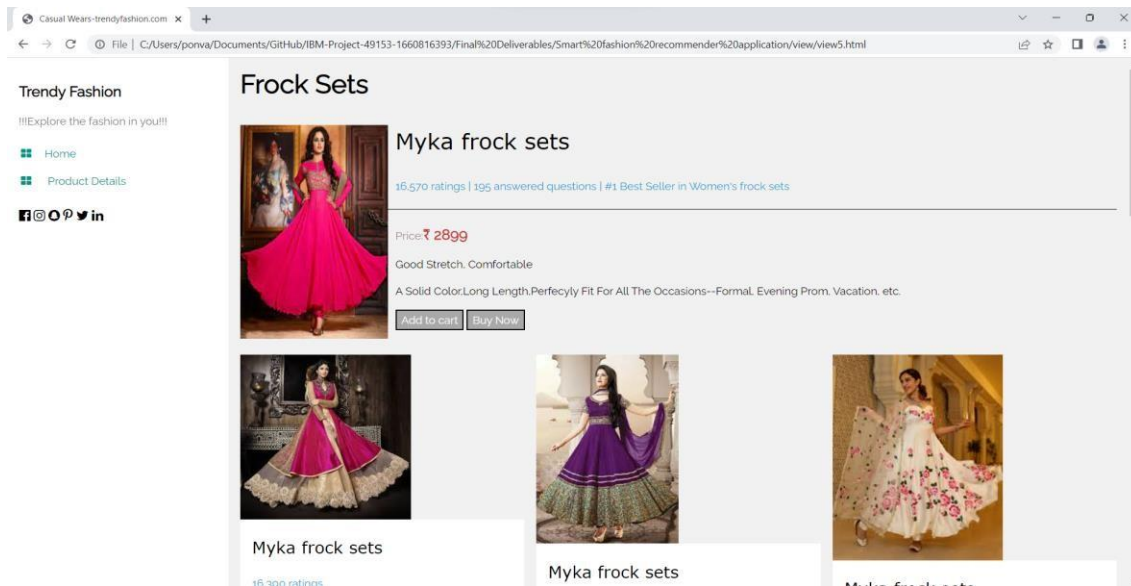 Casual Wears-trendyfashion.com
File | C:/Users/ponva/Documents/GitHub/IBM-Project-49153-1660816393/Final%20Deliverables/Smart%20fashion%20recommender%20application/view/view5.html
Trendy Fashion
!!!Explore the fashion in you!!!
Home
Product Details
Frock Sets
Myka frock sets
16,570 ratings | 195 answered questions | #1 Best Seller in Women's frock sets
Price:₹ 2899
Good Stretch, Comfortable
A Solid Color,Long Length,Perfecyly Fit For All The Occasions--Formal, Evening Prom, Vacation, etc.
Add to cart Buy Now
Myka frock sets
16,390 ratings
Myka frock sets
Myka frock sets